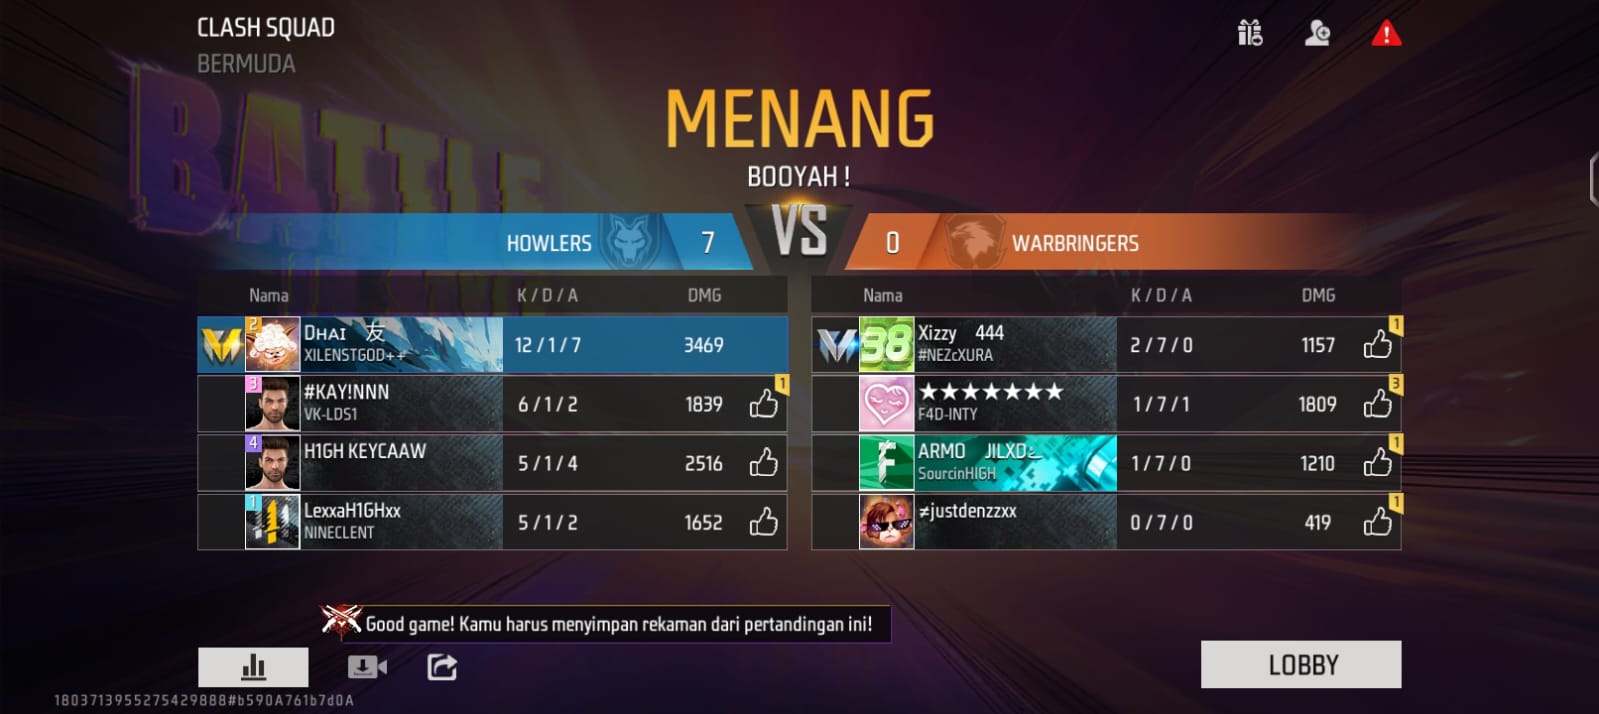 CLASH SQUAD
BERMUDA
BATTLE
MENANG
BOOYAH !
HOWLERS 7 VS 0 WARBRINGERS
Nama K / D / A DMG
2 Dʜᴀɪ 友 12 / 1 / 7 3469
XILENSTGOD++
3 #KAY!NNN 6 / 1 / 2 1839 1
VK-LDS1
4 H1GH KEYCAAW 5 / 1 / 4 2516
1 LexxaH1GHxx 5 / 1 / 2 1652
NINECLENT
Nama K / D / A DMG
38 Xizzy 444 2 / 7 / 0 1157 1
#NEZcXURA
★★★★★★★ 1 / 7 / 1 1809 3
F4D-INTY
F ARMO 1 / 7 / 0 1210 1
SourcinHIGH
≠justdenzzxx 0 / 7 / 0 419 1
Good game! Kamu harus menyimpan rekaman dari pertandingan ini!
LOBBY
1803713955275429888#b590A761b7d0A